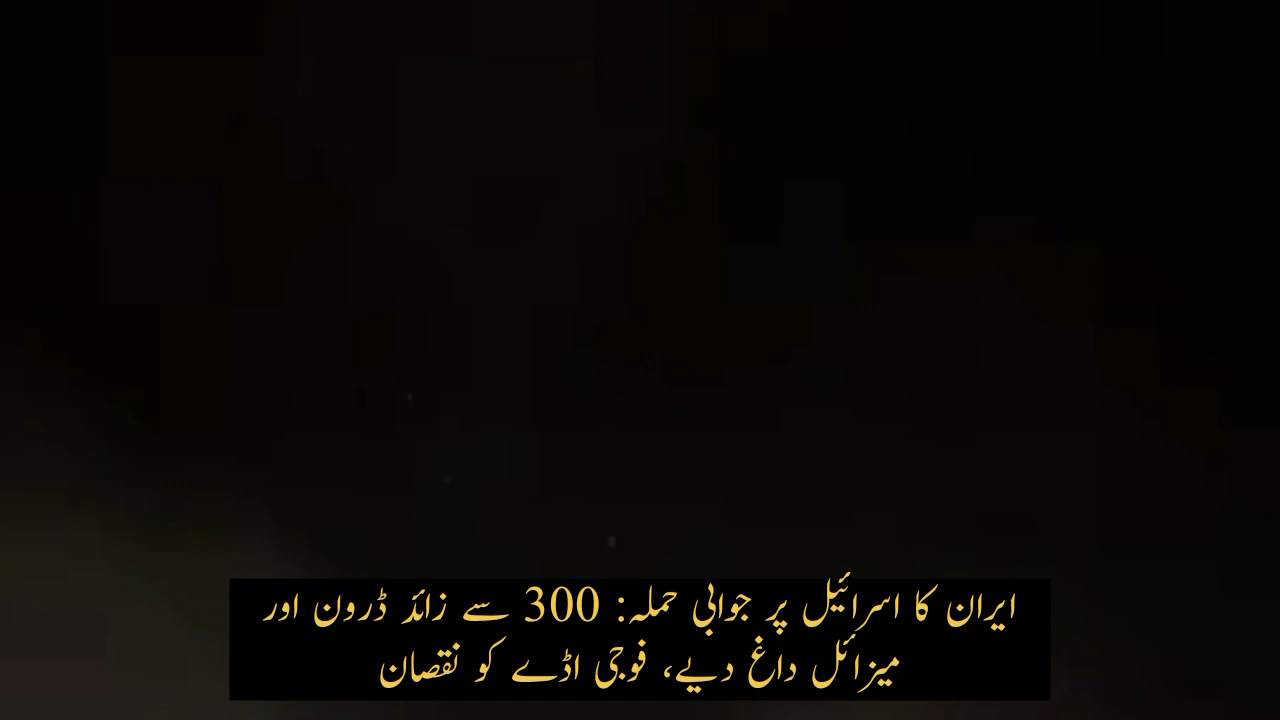 ایران کا اسرائیل پر جوابی حملہ: 300 سے زائد ڈرون اور
میزائل داغ دیے، فوجی اڈے کو نقصان